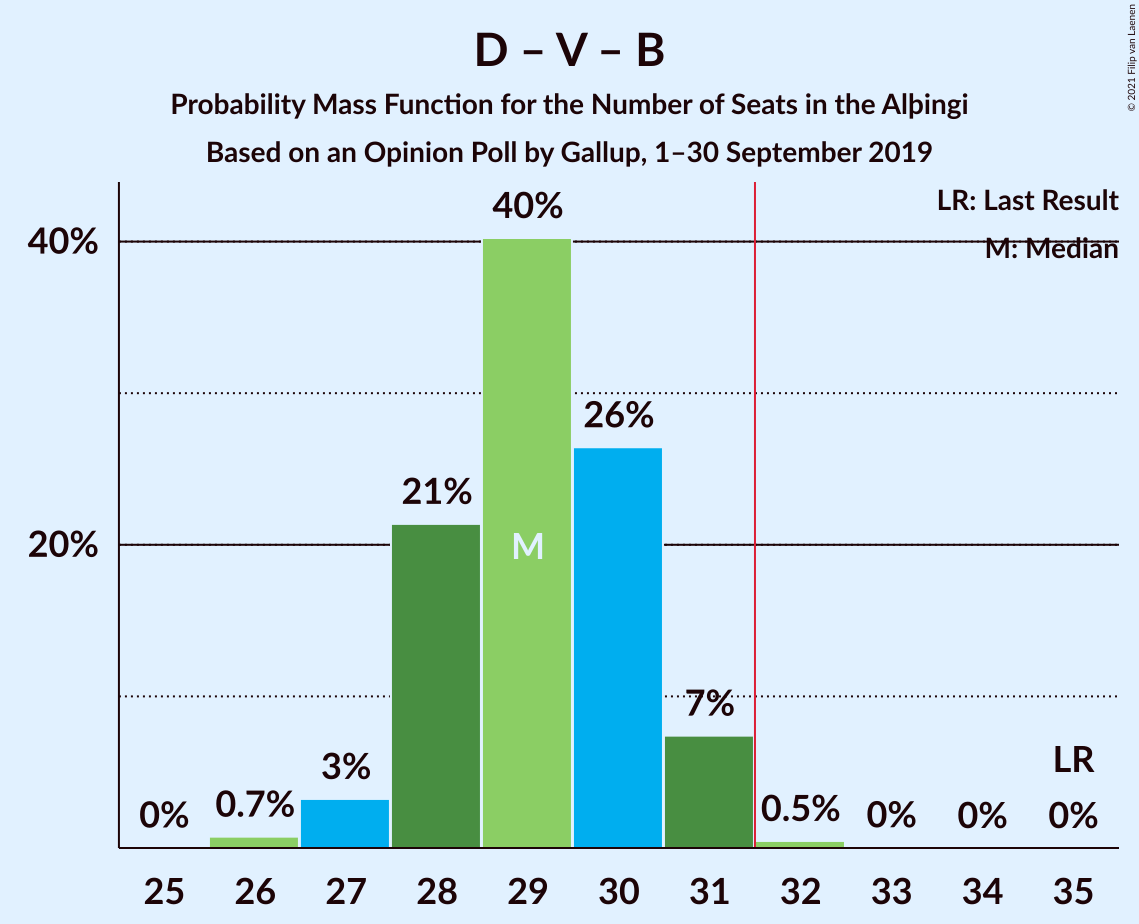 D – V – B
Probability Mass Function for the Number of Seats in the Alþingi
Based on an Opinion Poll by Gallup, 1–30 September 2019
© 2021 Filip van Laenen
LR: Last Result
M: Median
40%
20%
0%
0.7%
3%
21%
40%
M
26%
7%
0.5%
0%
0%
LR
0%
25 26 27 28 29 30 31 32 33 34 35